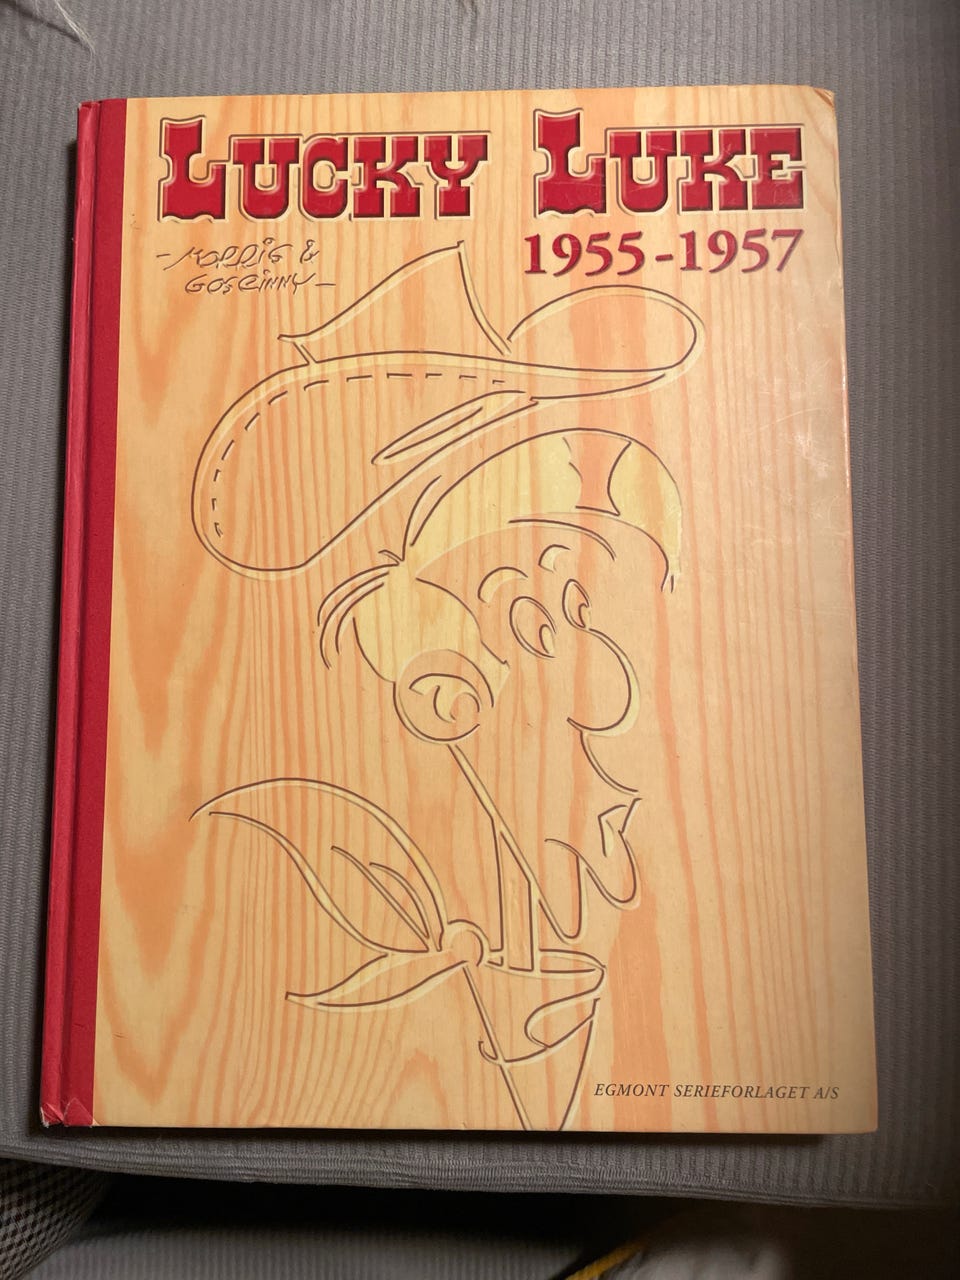 LUCKY LUKE
1955-1957
-MORRIS &
GOSCINNY-
EGMONT SERIEFORLAGET A/S